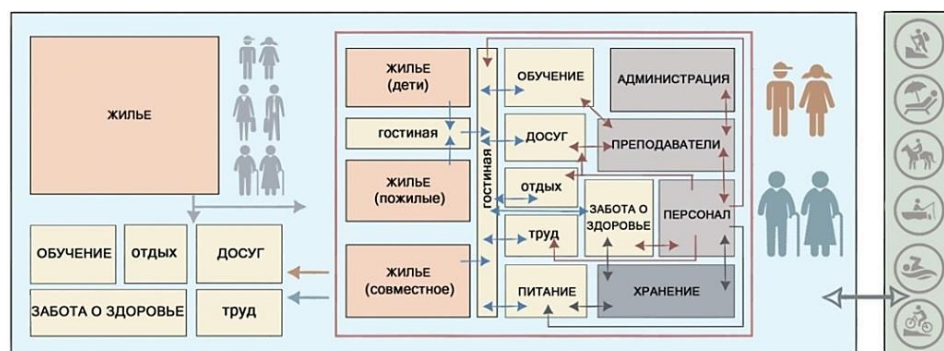 ЖИЛЬЕ
ОБУЧЕНИЕ
отдых
ДОСУГ
ЗАБОТА О ЗДОРОВЬЕ
труд
ЖИЛЬЕ
(дети)
гостиная
ЖИЛЬЕ
(пожилые)
ЖИЛЬЕ
(совместное)
гостиная
ОБУЧЕНИЕ
ДОСУГ
отдых
труд
ПИТАНИЕ
ЗАБОТА О
ЗДОРОВЬЕ
АДМИНИСТРАЦИЯ
ПРЕПОДАВАТЕЛИ
ПЕРСОНАЛ
ХРАНЕНИЕ